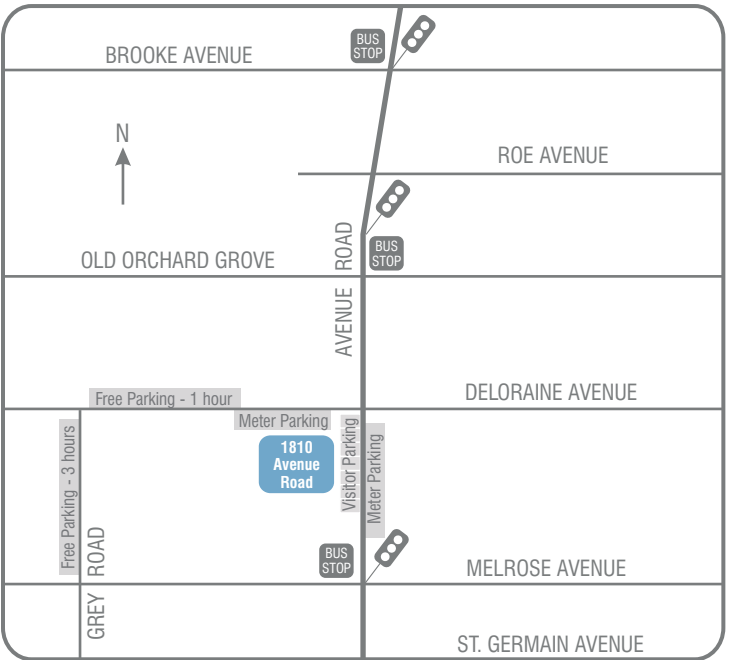 BUS
STOP
BROOKE AVENUE
N
ROE AVENUE
AVENUE ROAD
BUS
STOP
OLD ORCHARD GROVE
DELORAINE AVENUE
Free Parking - 1 hour
Meter Parking
1810
Avenue
Road
Visitor Parking
Meter Parking
Free Parking - 3 hours
GREY ROAD
BUS
STOP
MELROSE AVENUE
ST. GERMAIN AVENUE